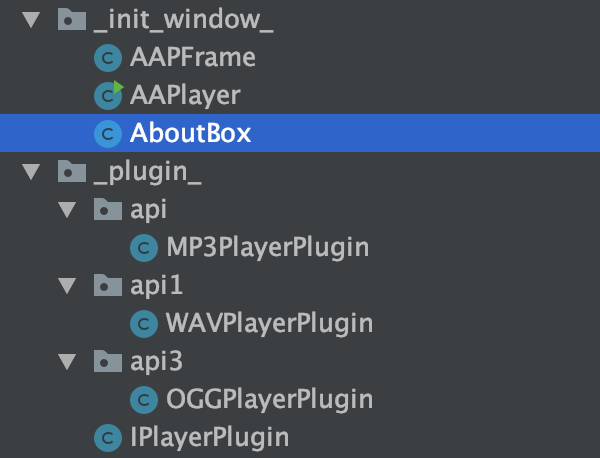 _init_window_
AAPFrame
AAPlayer
AboutBox
_plugin_
api
MP3PlayerPlugin
api1
WAVPlayerPlugin
api3
OGGPlayerPlugin
IPlayerPlugin